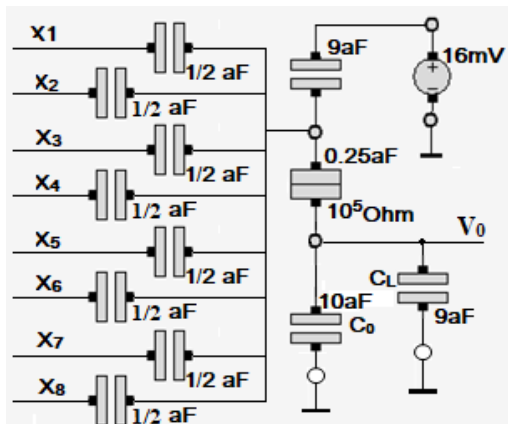 X1
1/2 aF
X2
1/2 aF
X3
1/2 aF
X4
1/2 aF
X5
1/2 aF
X6
1/2 aF
X7
1/2 aF
X8
1/2 aF
9aF
16mV
0.25aF
10⁵Ohm
V₀
10aF
C₀
CL
9aF